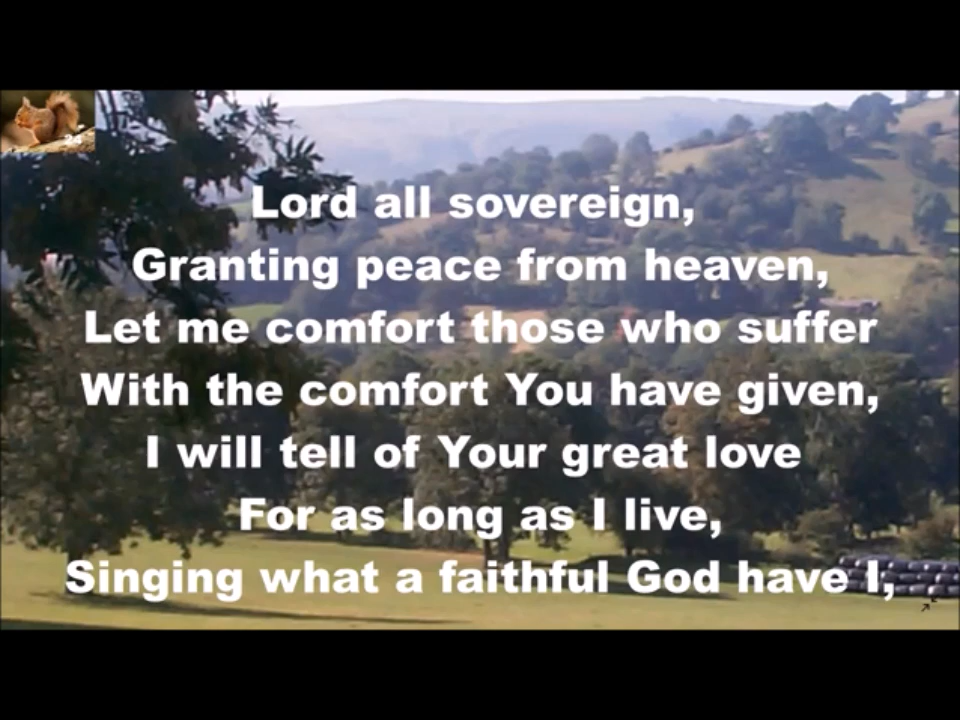 24
Lord all sovereign,
Granting peace from heaven,
Let me comfort those who suffer
With the comfort You have given,
I will tell of Your great love
For as long as I live,
Singing what a faithful God have I,